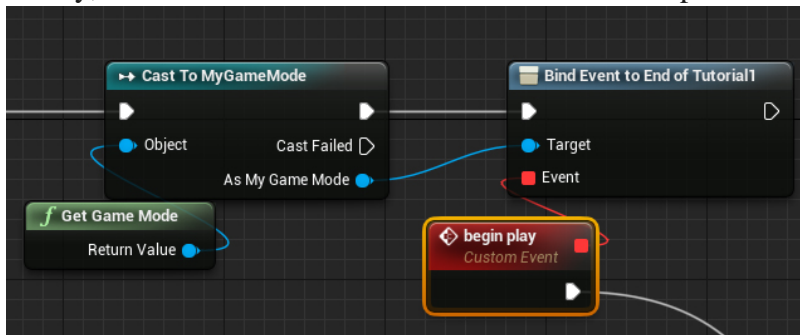 Cast To MyGameMode
Object
Cast Failed
As My Game Mode
Bind Event to End of Tutorial1
Target
Event
f Get Game Mode
Return Value
begin play
Custom Event